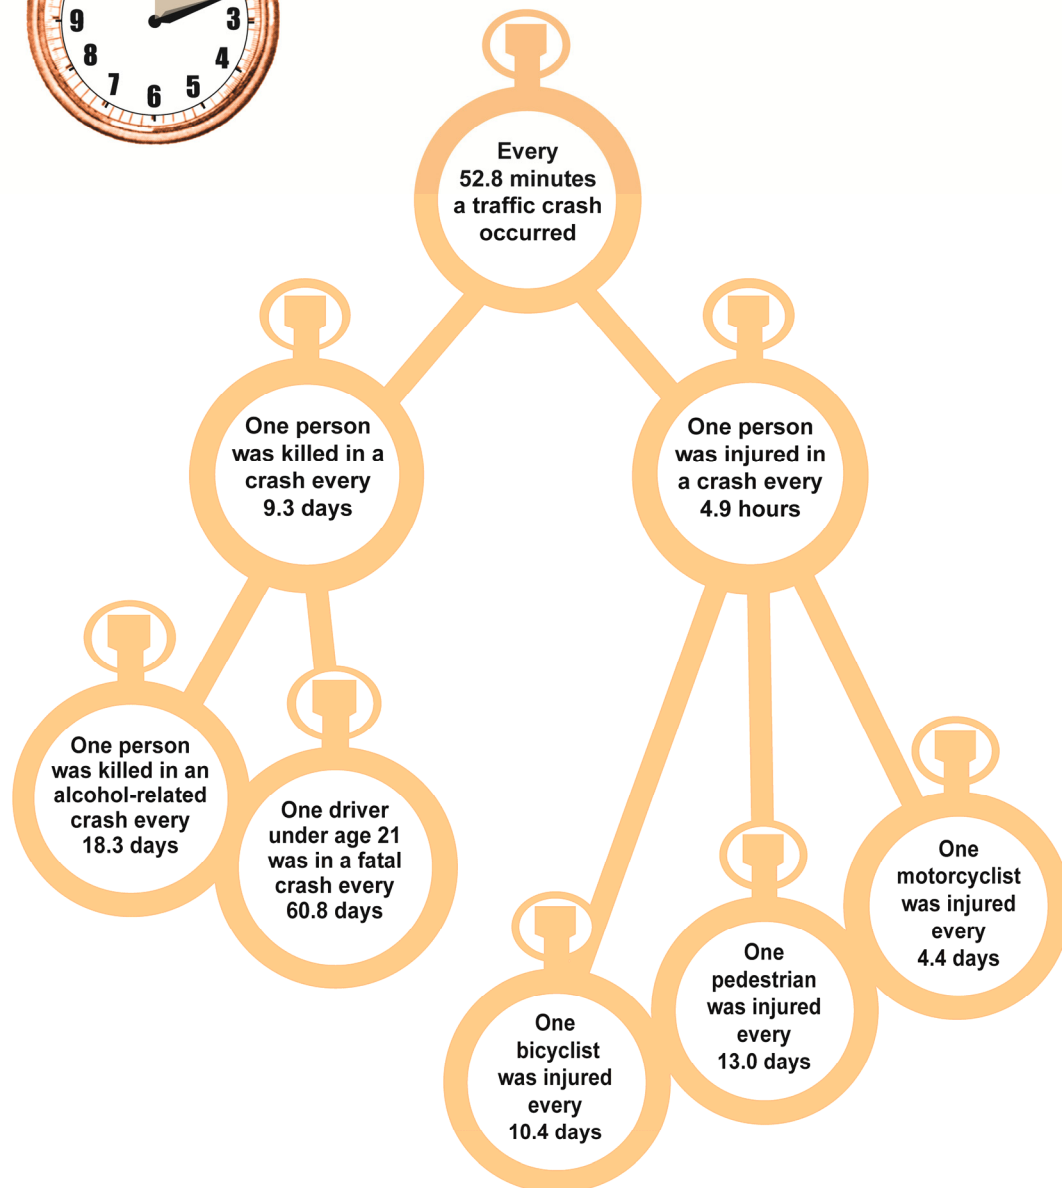 9
3
8
4
7
5
6
Every
52.8 minutes
a traffic crash
occurred
One person
was killed in a
crash every
9.3 days
One person
was injured in
a crash every
4.9 hours
One person
was killed in an
alcohol-related
crash every
18.3 days
One driver
under age 21
was in a fatal
crash every
60.8 days
One
motorcyclist
was injured
every
4.4 days
One
pedestrian
was injured
every
13.0 days
One
bicyclist
was injured
every
10.4 days